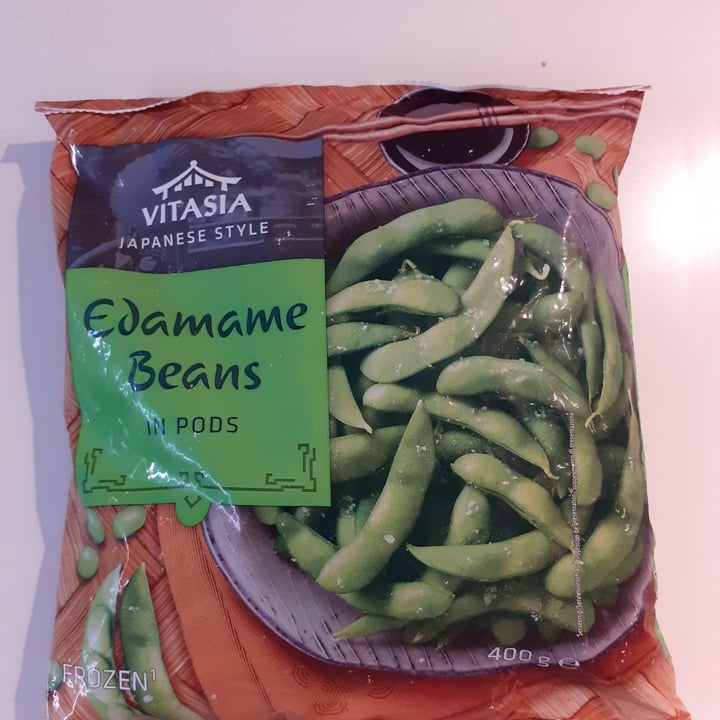 VITASIA
JAPANESE STYLE
Edamame
Beans
IN PODS
FROZEN¹
400 g ℮